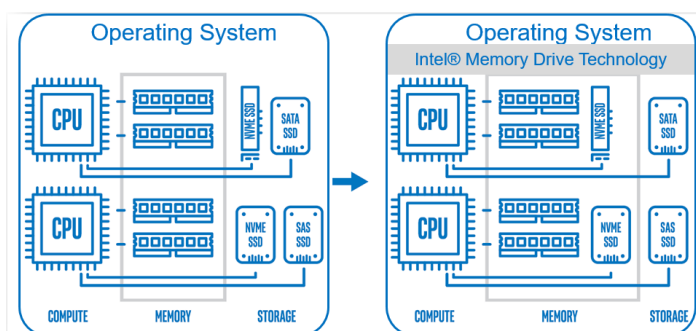 Operating System
CPU
NVME SSD
SATA
SSD
CPU
NVME
SSD
SAS
SSD
COMPUTE MEMORY STORAGE
Operating System
Intel® Memory Drive Technology
CPU
NVME SSD
SATA
SSD
CPU
NVME
SSD
SAS
SSD
COMPUTE MEMORY STORAGE